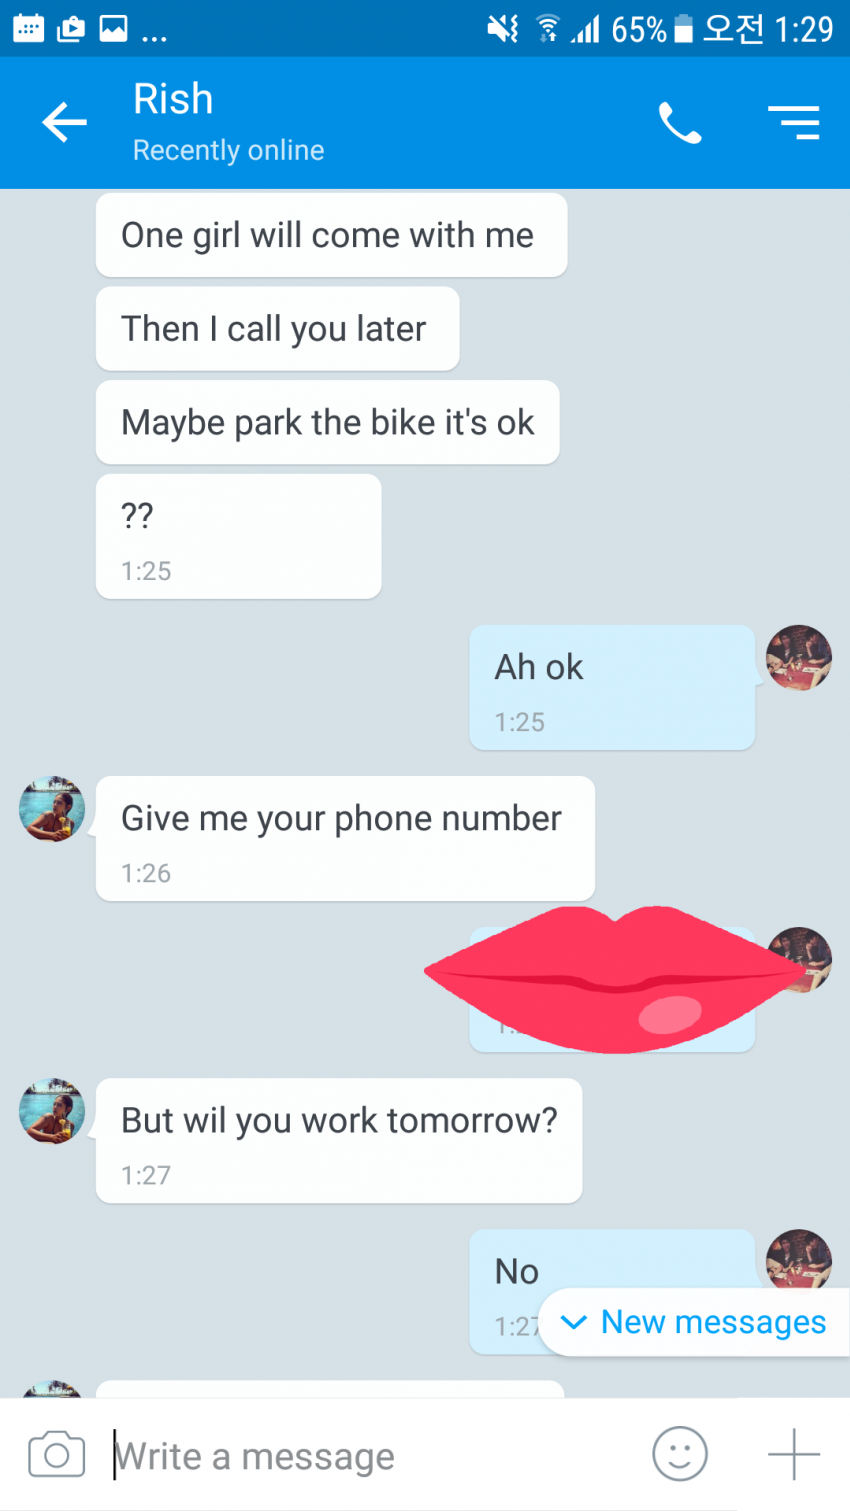 ... 65% 오전 1:29
Rish
Recently online
One girl will come with me
Then I call you later
Maybe park the bike it's ok
??
1:25
Ah ok
1:25
Give me your phone number
1:26
But wil you work tomorrow?
1:27
No
1:27
New messages
Write a message